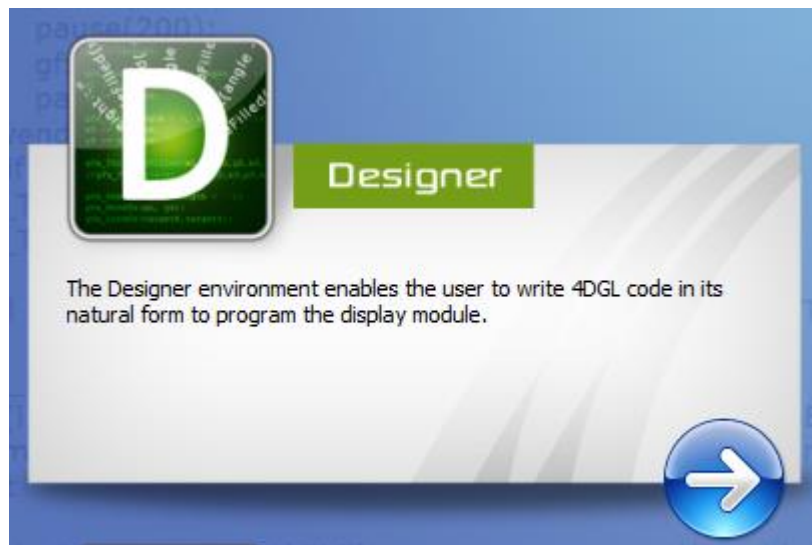 pause(200);
D
Designer
The Designer environment enables the user to write 4DGL code in its
natural form to program the display module.